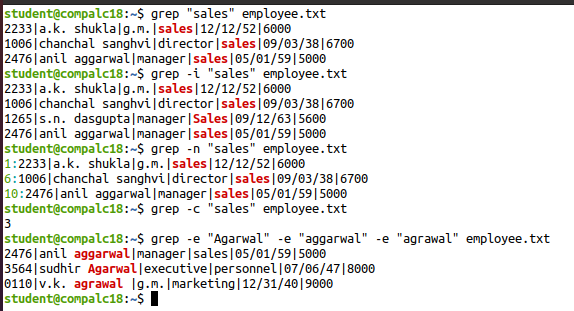 student@compalc18:~$ grep "sales" employee.txt
2233|a.k. shukla|g.m.|sales|12/12/52|6000
1006|chanchal sanghvi|director|sales|09/03/38|6700
2476|anil aggarwal|manager|sales|05/01/59|5000
student@compalc18:~$ grep -i "sales" employee.txt
2233|a.k. shukla|g.m.|sales|12/12/52|6000
1006|chanchal sanghvi|director|sales|09/03/38|6700
1265|s.n. dasgupta|manager|Sales|09/12/63|5600
2476|anil aggarwal|manager|sales|05/01/59|5000
student@compalc18:~$ grep -n "sales" employee.txt
1:2233|a.k. shukla|g.m.|sales|12/12/52|6000
6:1006|chanchal sanghvi|director|sales|09/03/38|6700
10:2476|anil aggarwal|manager|sales|05/01/59|5000
student@compalc18:~$ grep -c "sales" employee.txt
3
student@compalc18:~$ grep -e "Agarwal" -e "aggarwal" -e "agrawal" employee.txt
2476|anil aggarwal|manager|sales|05/01/59|5000
3564|sudhir Agarwal|executive|personnel|07/06/47|8000
0110|v.k. agrawal |g.m.|marketing|12/31/40|9000
student@compalc18:~$